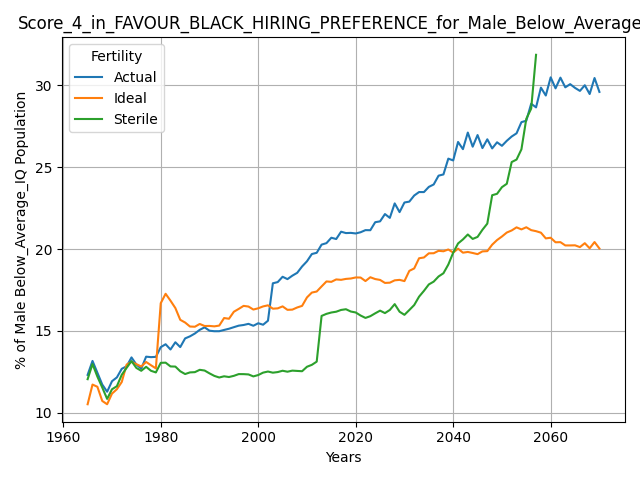 Score_4_in_FAVOUR_BLACK_HIRING_PREFERENCE_for_Male_Below_Average
Fertility
Actual
Ideal
Sterile
% of Male Below_Average_IQ Population
30
25
20
15
10
1960 1980 2000 2020 2040 2060
Years